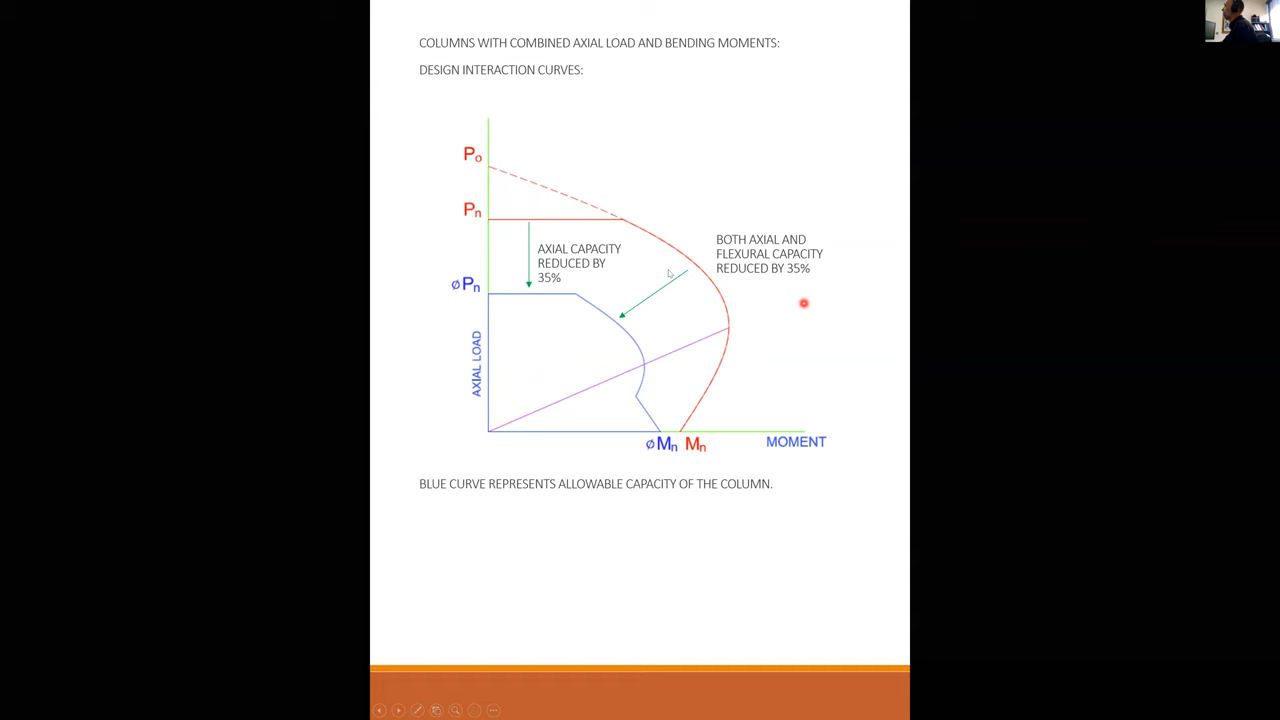 COLUMNS WITH COMBINED AXIAL LOAD AND BENDING MOMENTS:
DESIGN INTERACTION CURVES:
Po
Pn
AXIAL CAPACITY
REDUCED BY
35%
BOTH AXIAL AND
FLEXURAL CAPACITY
REDUCED BY 35%
øPn
AXIAL LOAD
øMn
Mn
MOMENT
BLUE CURVE REPRESENTS ALLOWABLE CAPACITY OF THE COLUMN.